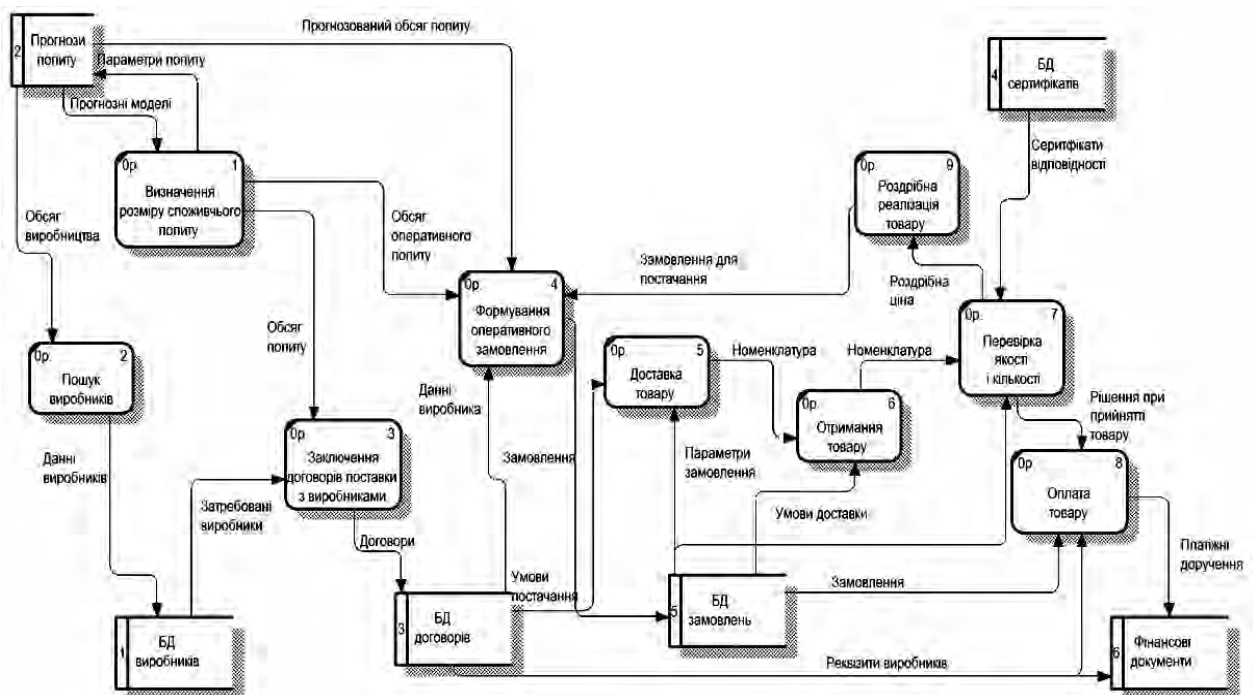 Прогнозований обсяг попиту
2
Прогнози
попиту
Параметри попиту
Прогнозні моделі
4
БД
сертифікатів
Серитфікати
відповідності
0р.
1
Визначення
розміру споживчього
попиту
0р.
9
Роздрібна
реалізація
товару
Обсяг
виробництва
Обсяг
оперативного
попиту
Замовлення для
постачання
Роздрібна
ціна
0р.
4
Формування
оперативного
замовлення
0р.
7
Перевірка
якості
і кількості
Обсяг
попиту
0р.
2
Пошук
виробників
0р.
5
Доставка
товару
Номенклатура
Номенклатура
0р.
6
Отримання
товару
Рішення при
прийнятті
товару
Данні
виробника
0р.
3
Заключення
договорів поставки
з виробниками
Замовлення
Параметри
замовлення
0р.
8
Оплата
товару
Данні
виробників
Затребовані
виробники
Договори
Умови доставки
Умови
постачання
Замовлення
Платіжні
доручення
1
БД
виробників
3
БД
договорів
5
БД
замовлень
Реквізити виробників
6
Фінансові
документи